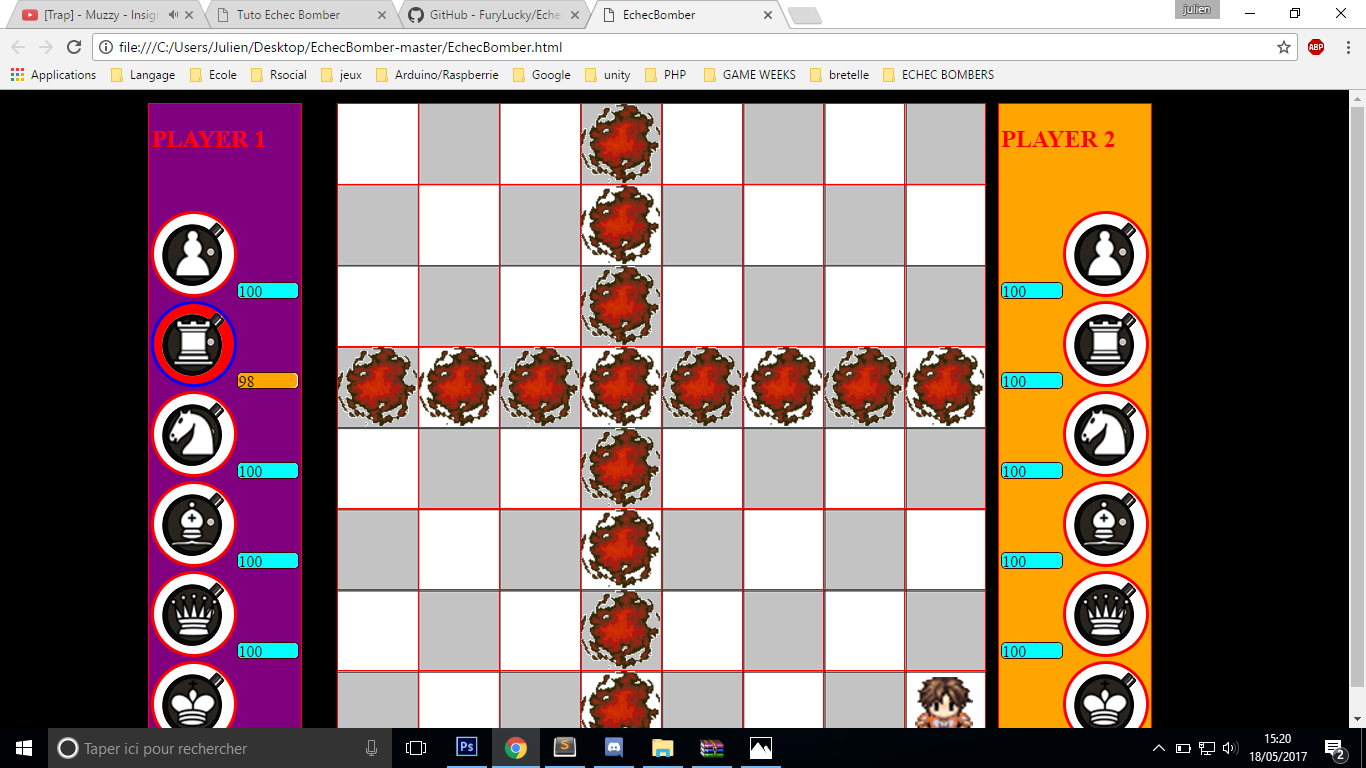 [Trap] - Muzzy - Insig
Tuto Echec Bomber
GitHub - FuryLucky/Eche
EchecBomber
julien
file:///C:/Users/Julien/Desktop/EchecBomber-master/EchecBomber.html
ABP
Applications
Langage
Ecole
Rsocial
jeux
Arduino/Raspberrie
Google
unity
PHP
GAME WEEKS
bretelle
ECHEC BOMBERS
PLAYER 1
100
98
100
100
100
PLAYER 2
100
100
100
100
100
Taper ici pour rechercher
Ps
S
15:20
18/05/2017
2